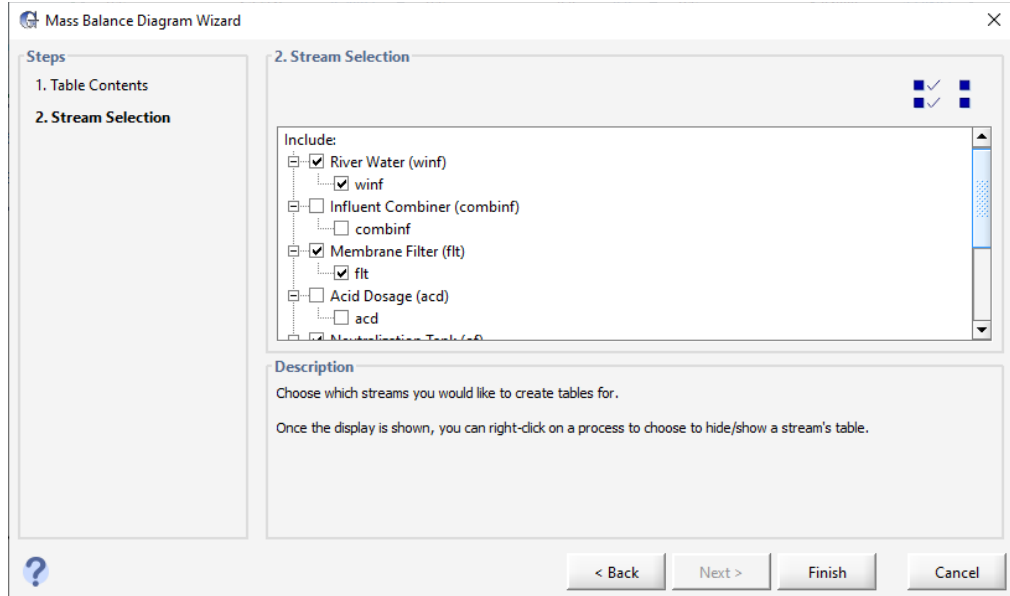 Mass Balance Diagram Wizard
Steps
1. Table Contents
2. Stream Selection
2. Stream Selection
Include:
River Water (winf)
winf
Influent Combiner (combinf)
combinf
Membrane Filter (flt)
flt
Acid Dosage (acd)
acd
Neutralization Tank (of)
Description
Choose which streams you would like to create tables for.
Once the display is shown, you can right-click on a process to choose to hide/show a stream's table.
?
< Back
Next >
Finish
Cancel